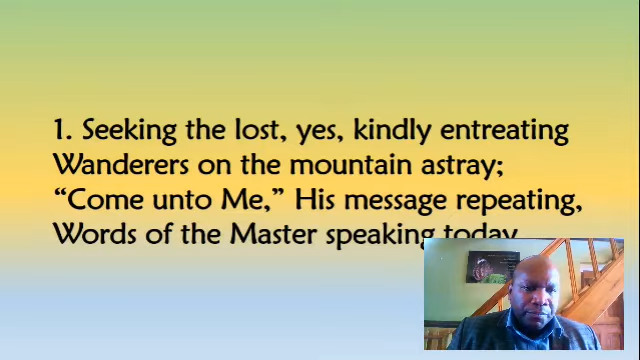 1. Seeking the lost, yes, kindly entreating
Wanderers on the mountain astray;
“Come unto Me,” His message repeating,
Words of the Master speaking today.